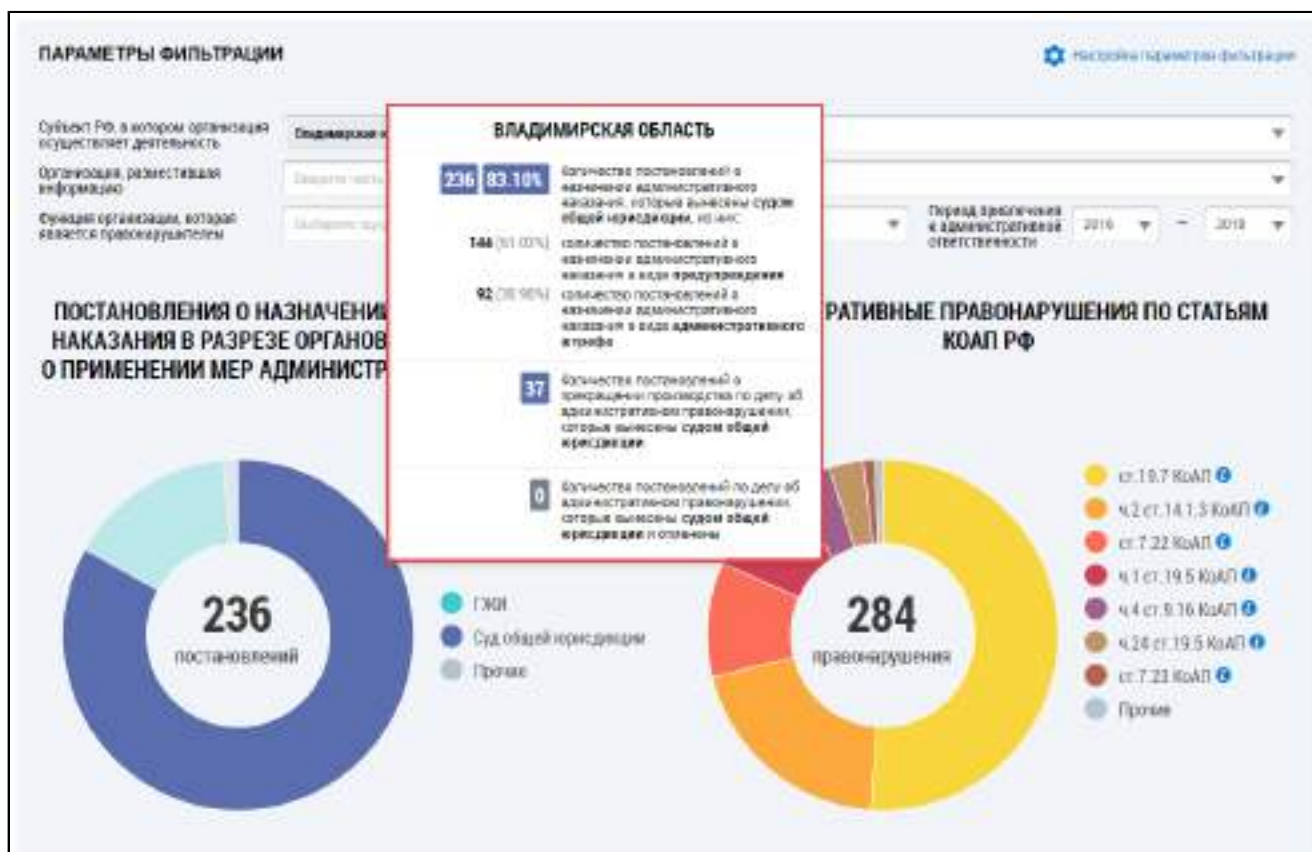 ПАРАМЕТРЫ ФИЛЬТРАЦИИ
Настройка параметров фильтрации
Субъект РФ, в котором организация
осуществляет деятельность
Владимирская
Организация, разместившая
информацию
Введите часть
Функция организации, которая
является правонарушителем
Период привлечения
к административной
ответственности
2016
—
ВЛАДИМИРСКАЯ ОБЛАСТЬ
236 83.10%
Количество постановлений о
назначении административного
наказания, которые вынесены судом
общей юрисдикции, из них:
количество постановлений о
назначении административного
наказания в виде предупреждения
92
количество постановлений о
назначении административного
наказания в виде административного
штрафа
37
Количество постановлений о
прекращении производства по делу об
административном правонарушении,
которые вынесены судом общей
юрисдикции
0
Количество постановлений по делу об
административном правонарушении,
которые вынесены судом общей
юрисдикции и отменены
ПОСТАНОВЛЕНИЯ О НАЗНАЧЕНИИ
НАКАЗАНИЯ В РАЗРЕЗЕ ОРГАНОВ
О ПРИМЕНЕНИИ МЕР АДМИНИСТР
РАТИВНЫЕ ПРАВОНАРУШЕНИЯ ПО СТАТЬЯМ
КОАП РФ
236
постановлений
ГЖИ
Суд общей юрисдикции
Прочие
284
правонарушения
ст.19.7 КоАП
ч.2 ст.14.1.3 КоАП
ст.7.22 КоАП
ч.1 ст.19.5 КоАП
ч.4 ст.9.16 КоАП
ч.24 ст.19.5 КоАП
ст.7.23 КоАП
Прочие